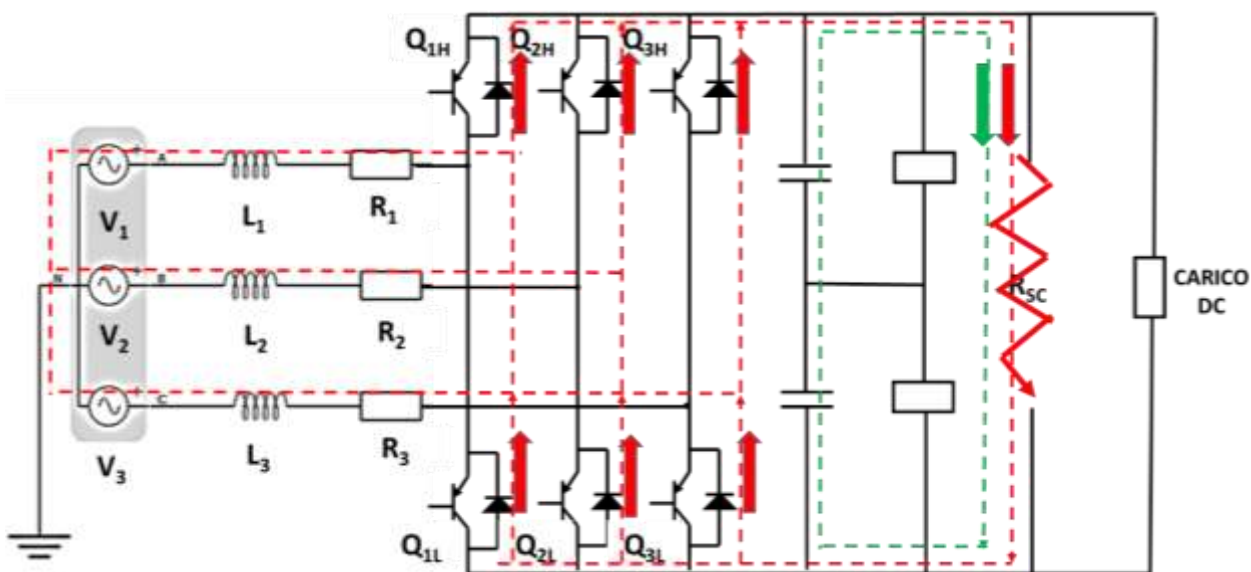 Q1H Q2H Q3H
A
V1 L1 R1
N B
RSC CARICO
DC
V2 L2 R2
C
V3 L3 R3
Q1L Q2L Q3L